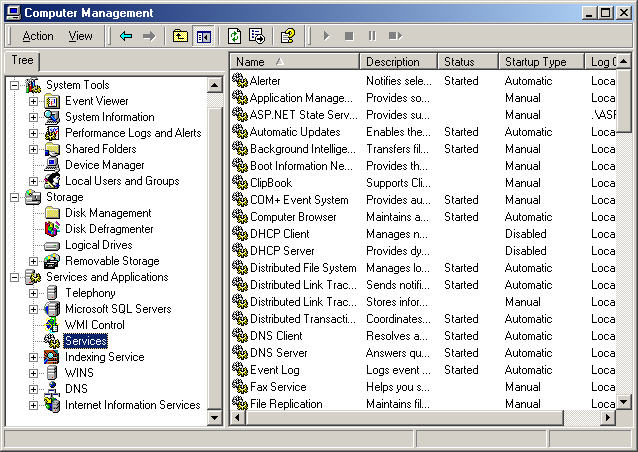 Computer Management
Action View
Tree
System Tools
Event Viewer
System Information
Performance Logs and Alerts
Shared Folders
Device Manager
Local Users and Groups
Storage
Disk Management
Disk Defragmenter
Logical Drives
Removable Storage
Services and Applications
Telephony
Microsoft SQL Servers
WMI Control
Services
Indexing Service
WINS
DNS
Internet Information Services
Name Description Status Startup Type Log O
Alerter Notifies sele... Started Automatic Loca
Application Manage... Provides so... Manual Loca
ASP.NET State Serv... Provides su... Manual .\ASF
Automatic Updates Enables the... Started Automatic Loca
Background Intellige... Transfers fil... Started Manual Loca
Boot Information Ne... Provides th... Manual Loca
ClipBook Supports Cli... Manual Loca
COM+ Event System Provides au... Started Manual Loca
Computer Browser Maintains a... Started Automatic Loca
DHCP Client Manages n... Disabled Loca
DHCP Server Provides dy... Disabled Loca
Distributed File System Manages lo... Started Automatic Loca
Distributed Link Trac... Sends notifi... Started Automatic Loca
Distributed Link Trac... Stores infor... Manual Loca
Distributed Transacti... Coordinates... Started Automatic Loca
DNS Client Resolves a... Started Automatic Loca
DNS Server Answers qu... Started Automatic Loca
Event Log Logs event ... Started Automatic Loca
Fax Service Helps you s... Manual Loca
File Replication Maintains fil... Manual Loca